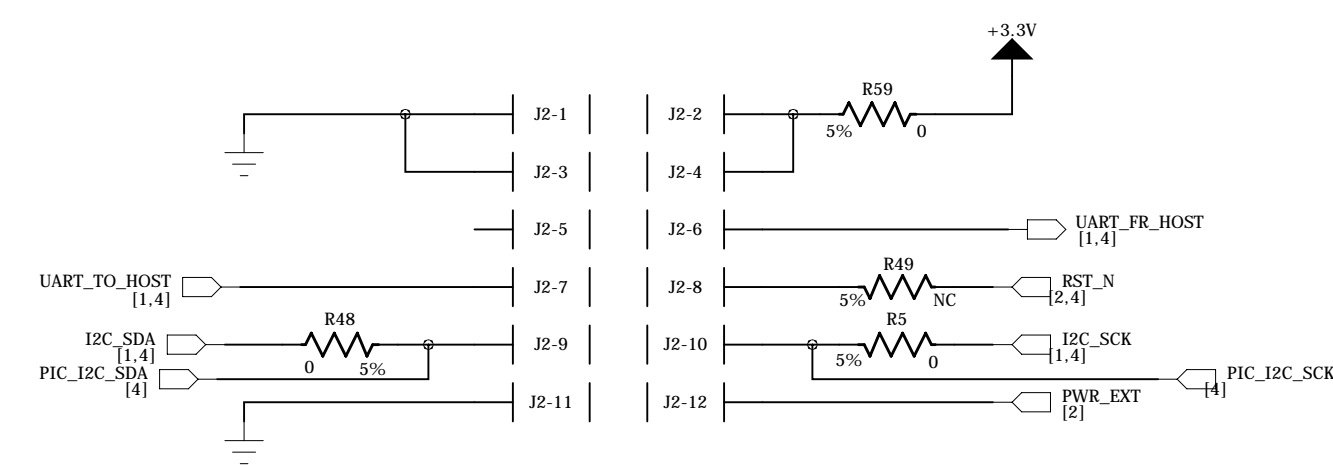 +3.3V
R59
J2-1
J2-2
5%
0
J2-3
J2-4
J2-5
J2-6
UART_FR_HOST
[1,4]
UART_TO_HOST
[1,4]
J2-7
J2-8
R49
5%
NC
RST_N
[2,4]
I2C_SDA
[1,4]
R48
0
5%
J2-9
J2-10
R5
5%
0
I2C_SCK
[1,4]
PIC_I2C_SDA
[4]
PIC_I2C_SCK
[4]
J2-11
J2-12
PWR_EXT
[2]